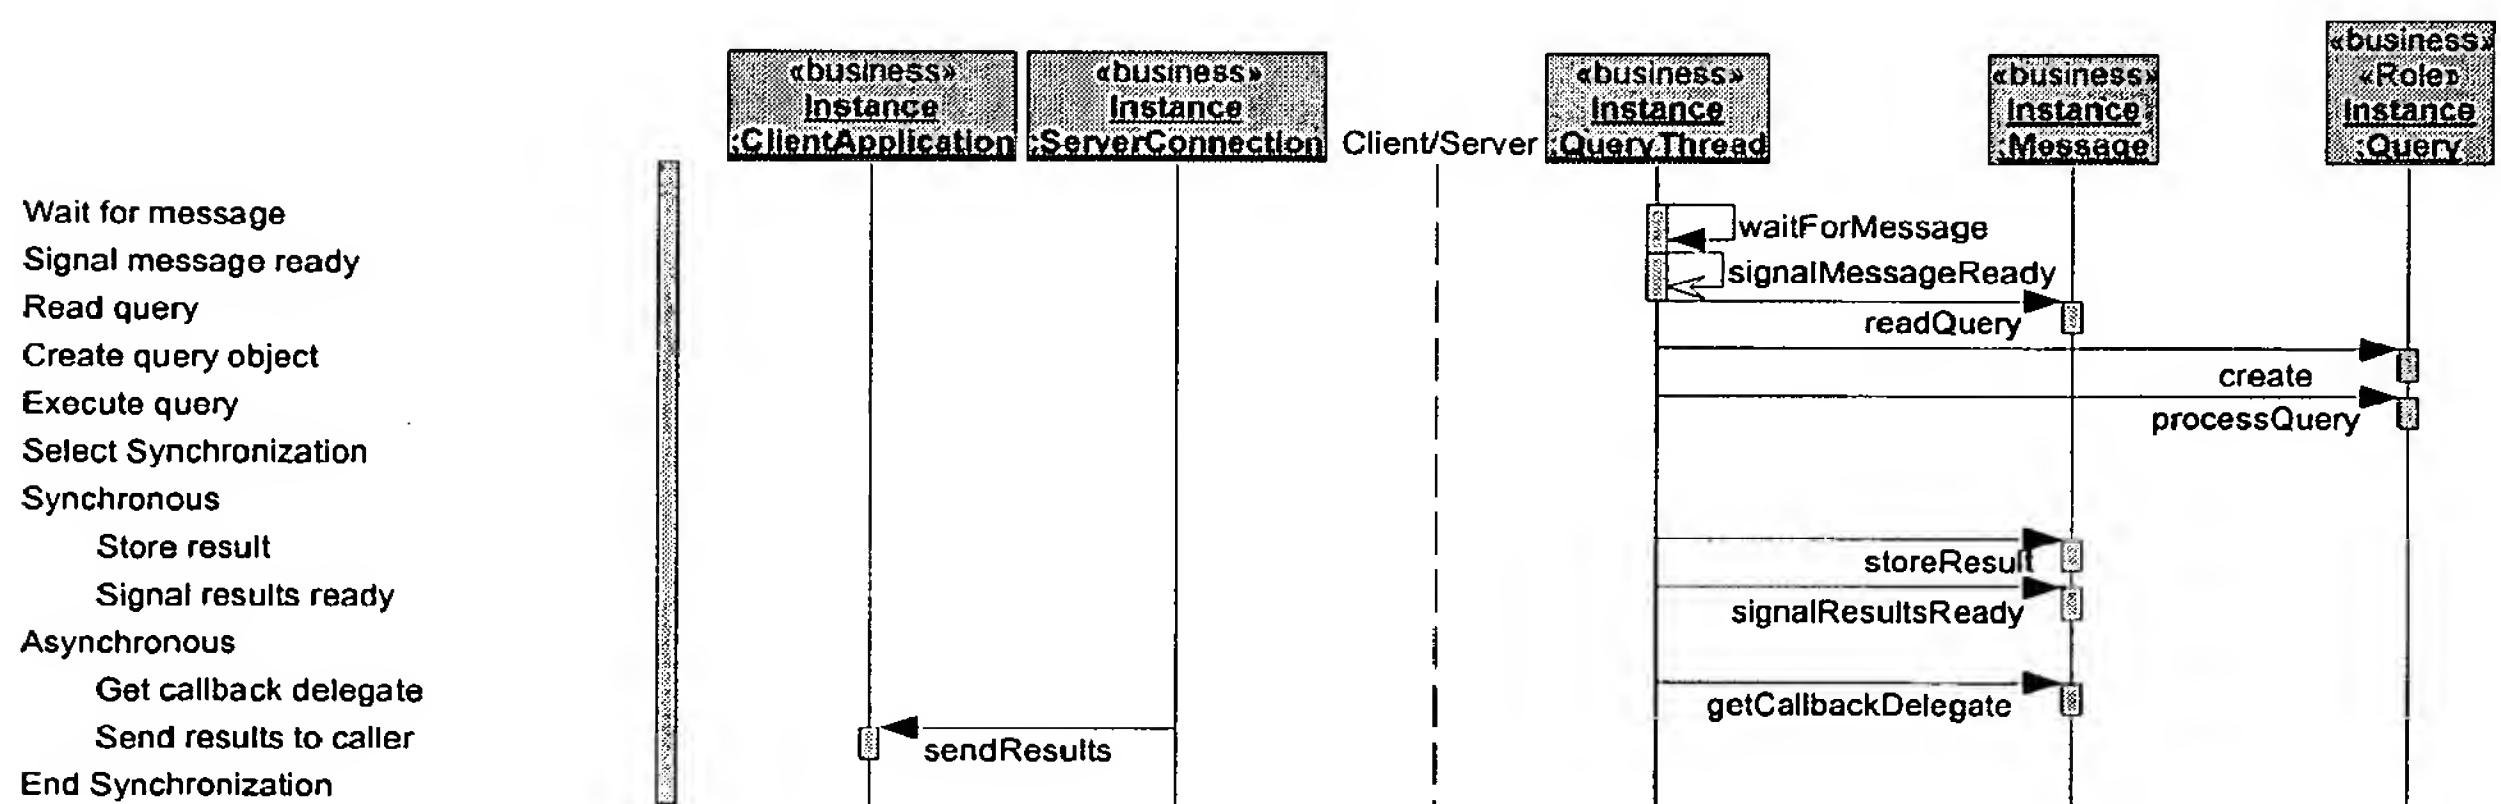 «business»
Instance
:ClientApplication
«business»
Instance
:ServerConnection
Client/Server
«business»
Instance
:QueryThread
«business»
Instance
:Message
«business»
«Role»
Instance
:Query
Wait for message
waitForMessage
Signal message ready
signalMessageReady
Read query
readQuery
Create query object
create
Execute query
processQuery
Select Synchronization
Synchronous
Store result
storeResult
Signal results ready
signalResultsReady
Asynchronous
Get callback delegate
getCallbackDelegate
Send results to caller
sendResults
End Synchronization